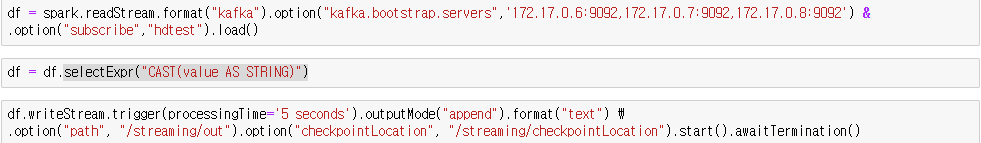 df = spark.readStream.format("kafka").option("kafka.bootstrap.servers",'172.17.0.6:9092,172.17.0.7:9092,172.17.0.8:9092') &
.option("subscribe","hdtest").load()
df = df.selectExpr("CAST(value AS STRING)")
df.writeStream.trigger(processingTime='5 seconds').outputMode("append").format("text") ₩
.option("path", "/streaming/out").option("checkpointLocation", "/streaming/checkpointLocation").start().awaitTermination()